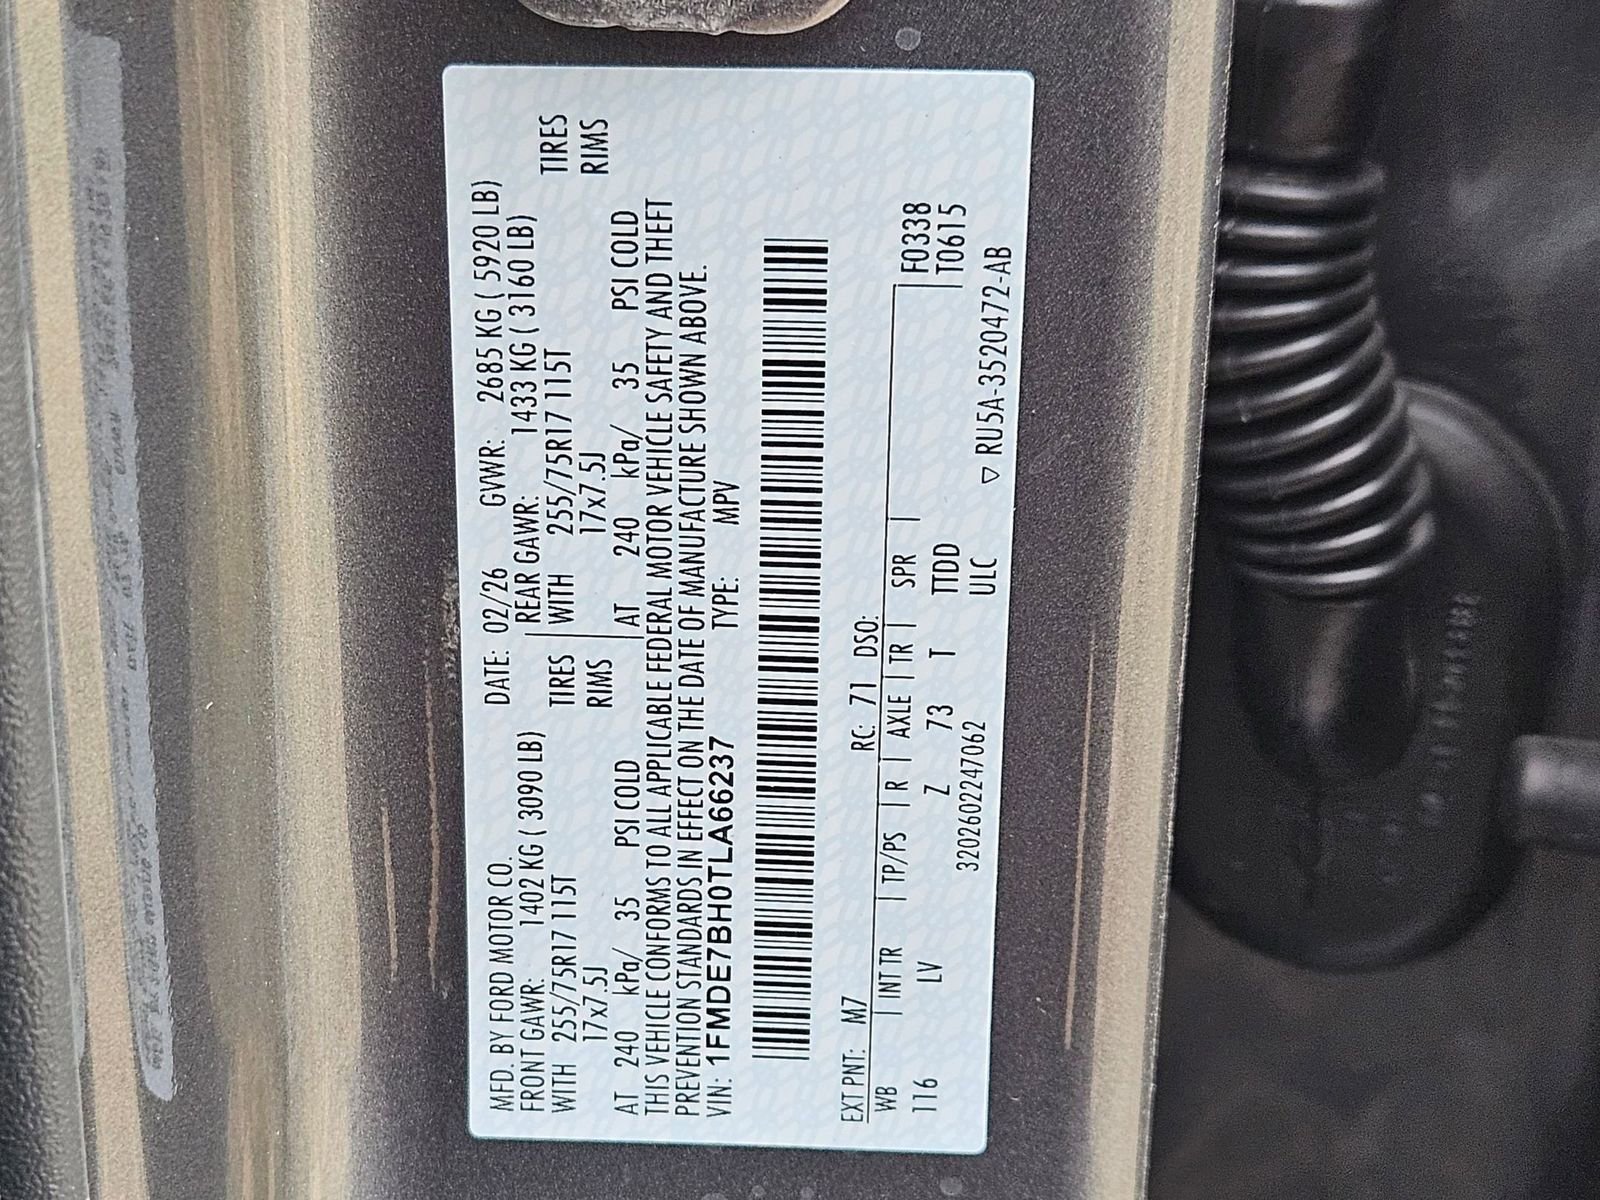 MFD. BY FORD MOTOR CO. DATE: 02/26 GVWR: 2685 KG ( 5920 LB)
FRONT GAWR: 1402 KG ( 3090 LB) REAR GAWR: 1433 KG ( 3160 LB)
WITH 255/75R17 115T TIRES WITH 255/75R17 115T TIRES
17x7.5J RIMS 17x7.5J RIMS
AT 240 kPa/ 35 PSI COLD AT 240 kPa/ 35 PSI COLD
THIS VEHICLE CONFORMS TO ALL APPLICABLE FEDERAL MOTOR VEHICLE SAFETY AND THEFT
PREVENTION STANDARDS IN EFFECT ON THE DATE OF MANUFACTURE SHOWN ABOVE.
VIN: 1FMDE7BH0TLA66237 TYPE: MPV
EXT PNT: M7 RC: 71 DSO:
WB | INT TR | TP/PS | R | AXLE | TR | SPR | F0338
116 LV Z 73 T TTDD T0615
3202602247062 ULC ▽ RU5A-3520472-AB